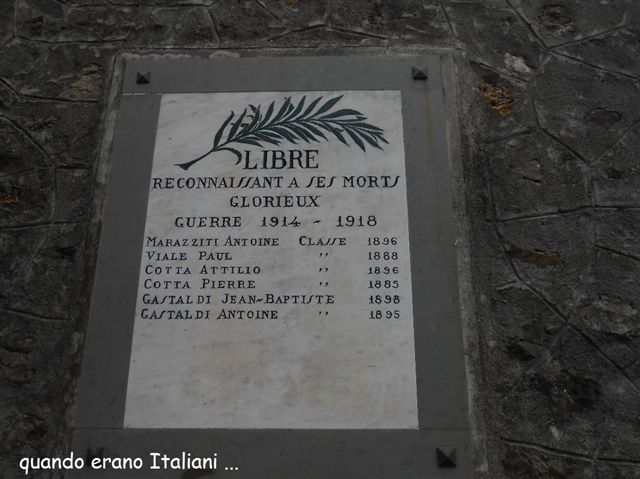 LIBRE
RECONNAISSANT A SES MORTS
GLORIEUX
GUERRE 1914 - 1918
MARAZZITI ANTOINE CLASSE 1896
VIALE PAUL " 1888
COTTA ATTILIO " 1896
COTTA PIERRE " 1885
GASTALDI JEAN-BAPTISTE " 1898
GASTALDI ANTOINE " 1895
quando erano Italiani ...